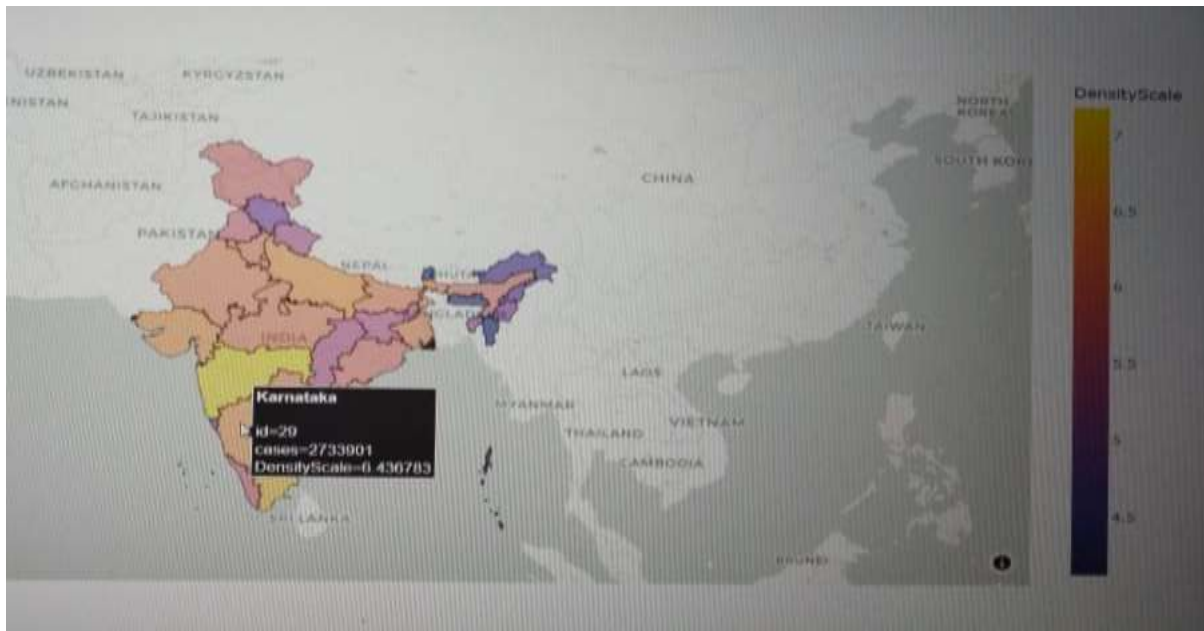 UZBEKISTAN
KYRGYZSTAN
NISTAN
TAJIKISTAN
AFGHANISTAN
PAKISTAN
NEPAL
BHUTAN
NGLADE
INDIA
CHINA
NORTH
KOREA
SOUTH KOR
TAIWAN
LAOS
MYANMAR
VIETNAM
THAILAND
CAMBODIA
SRI LANKA
BRUNEI
Karnataka
id=29
cases=2733901
DensityScale=6.436783
DensityScale
7
6.5
6
5.5
5
4.5